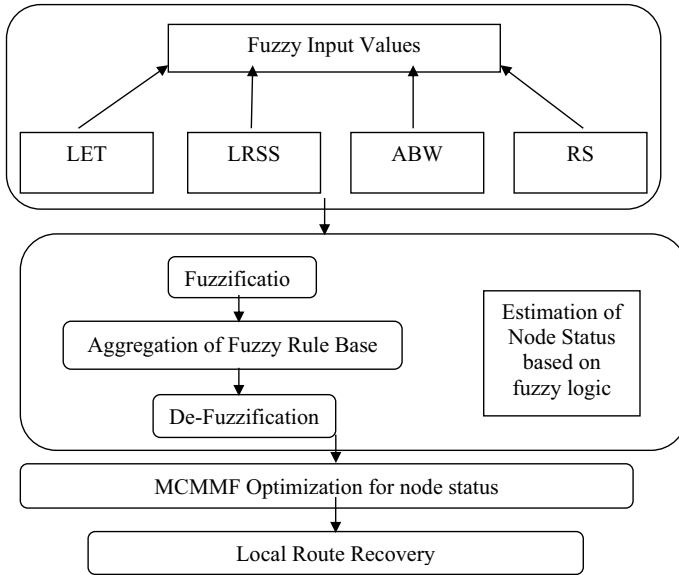 Fuzzy Input Values
LET
LRSS
ABW
RS
Fuzzificatio
Aggregation of Fuzzy Rule Base
De-Fuzzification
Estimation of
Node Status
based on
fuzzy logic
MCMMF Optimization for node status
Local Route Recovery